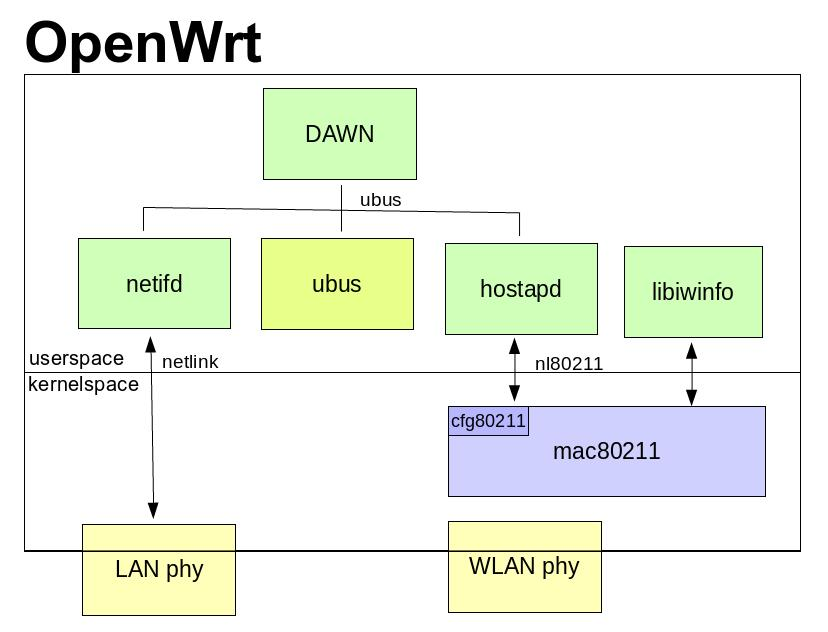 OpenWrt
DAWN
ubus
netifd
ubus
hostapd
libiwinfo
userspace
netlink
nl80211
kernelspace
cfg80211
mac80211
LAN phy
WLAN phy